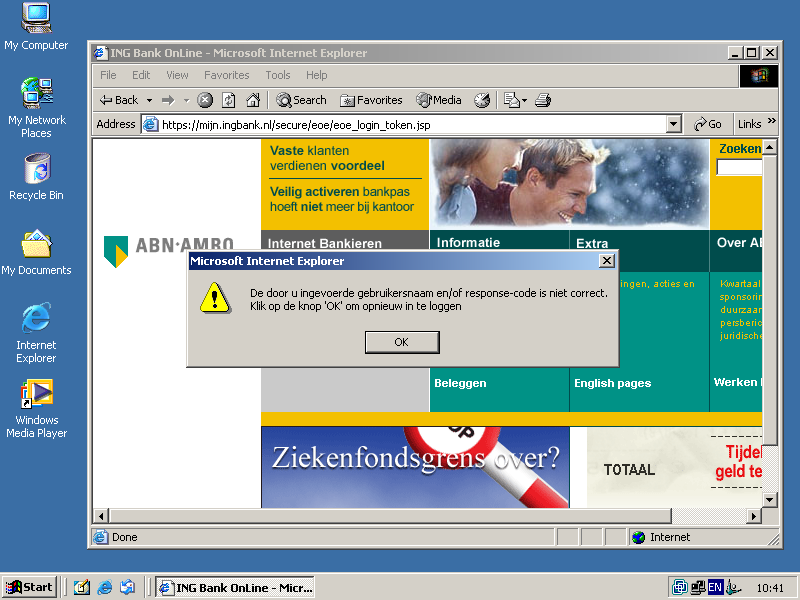 My Computer
My Network
Places
Recycle Bin
My Documents
Internet
Explorer
Windows
Media Player
ING Bank OnLine - Microsoft Internet Explorer
File Edit View Favorites Tools Help
Back Search Favorites Media
Address https://mijn.ingbank.nl/secure/eoe/eoe_login_token.jsp Go Links »
Vaste klanten
verdienen voordeel
Veilig activeren bankpas
hoeft niet meer bij kantoor
Zoeken
ABN·AMRO
Internet Bankieren
Informatie
Extra
Over AB
Microsoft Internet Explorer
De door u ingevoerde gebruikersnaam en/of response-code is niet correct.
Klik op de knop 'OK' om opnieuw in te loggen
OK
ingen, acties en
Kwartaal
sponsorin
duurzaan
persberic
juridische
Beleggen
English pages
Werken
Ziekenfondsgrens over?
OP
TOTAAL
Tijde
geld te
Done
Internet
Start
ING Bank OnLine - Micr...
EN
10:41